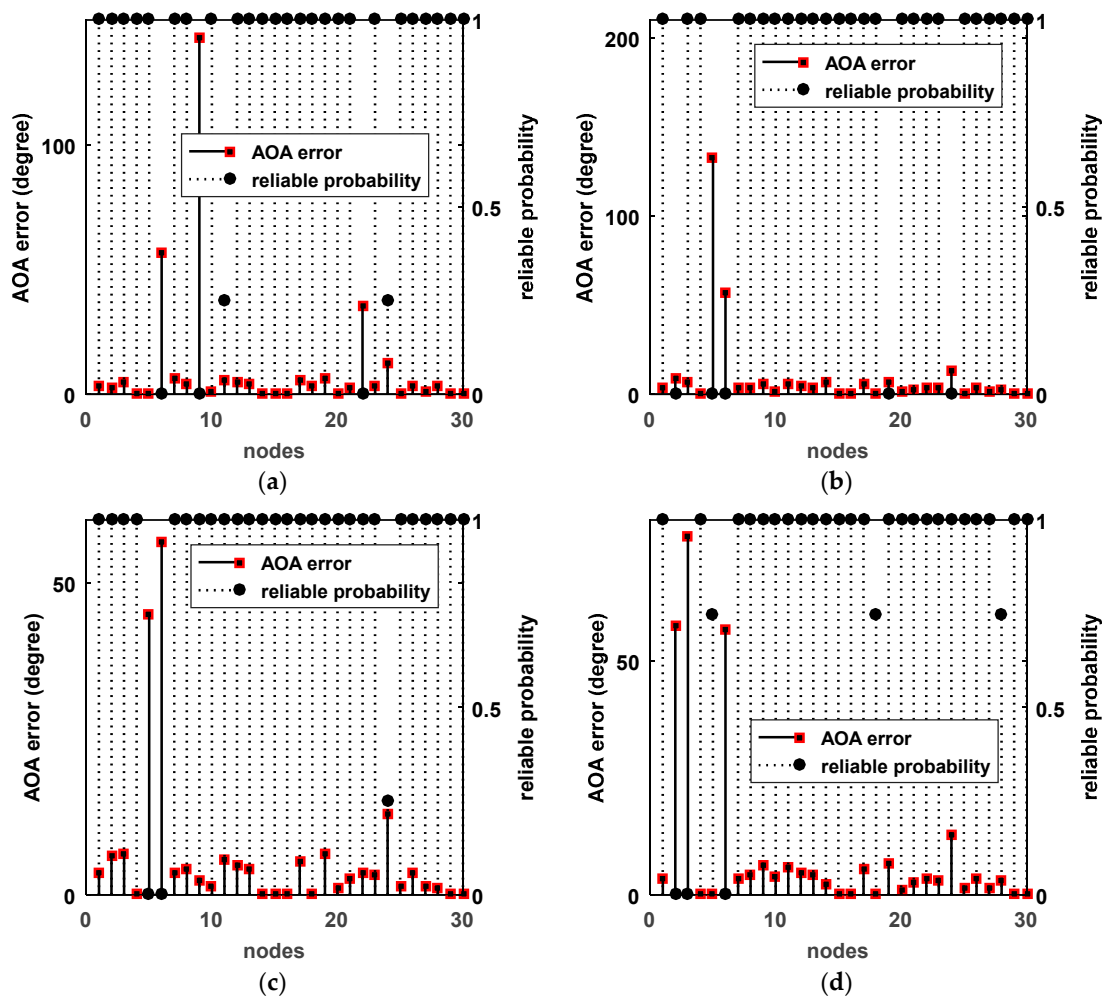 1
100
0
AOA error (degree)
AOA error
reliable probability
0.5
0
reliable probability
0 10 20 30
nodes
(a)
200
100
0
AOA error (degree)
AOA error
reliable probability
1
0.5
0
reliable probability
0 10 20 30
nodes
(b)
50
0
AOA error (degree)
AOA error
reliable probability
1
0.5
0
reliable probability
0 10 20 30
nodes
(c)
50
0
AOA error (degree)
AOA error
reliable probability
1
0.5
0
reliable probability
0 10 20 30
nodes
(d)